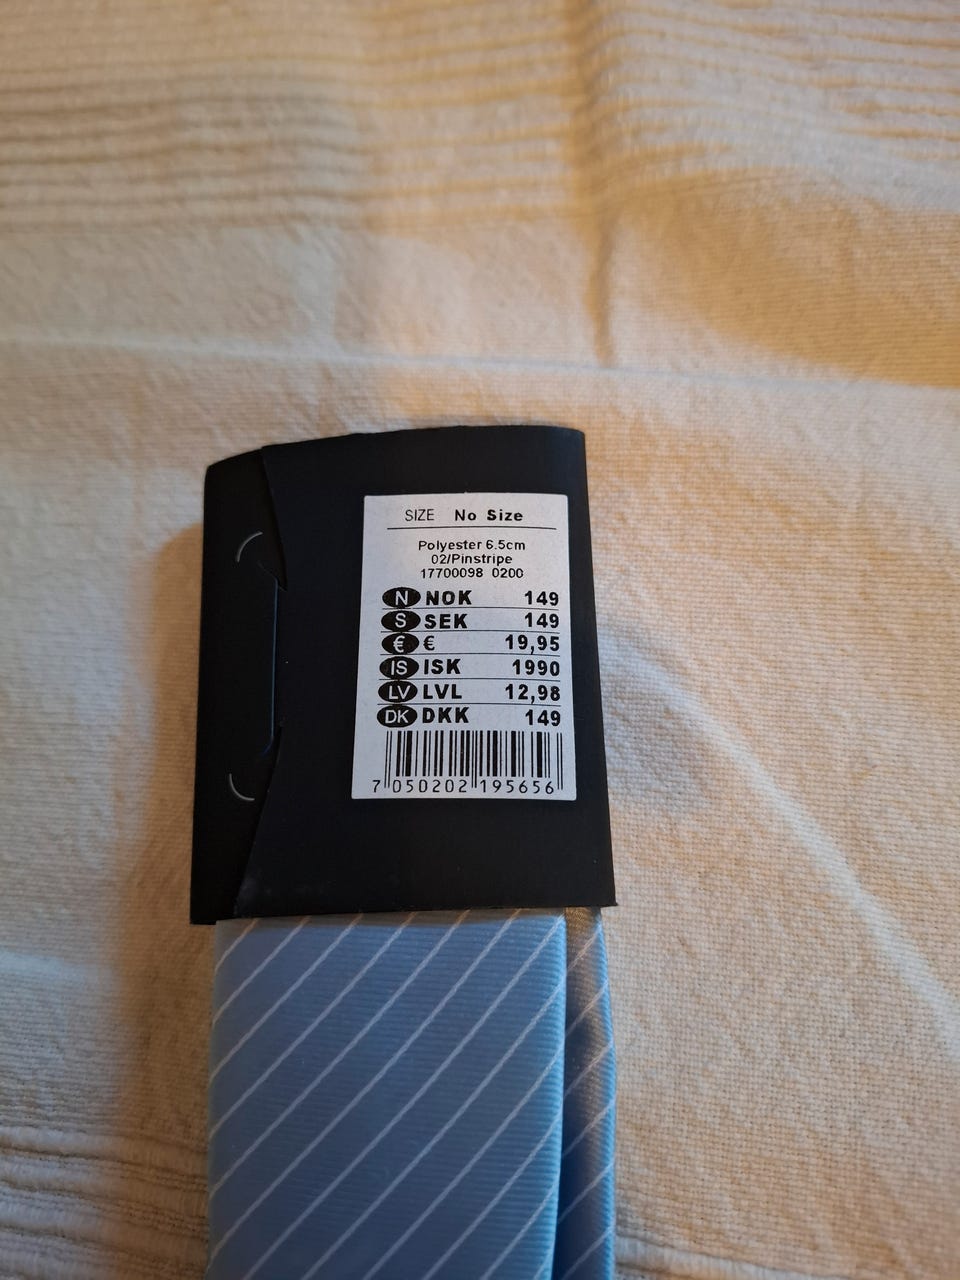 SIZE No Size
Polyester 6.5cm
02/Pinstripe
17700098 0200
N NOK 149
S SEK 149
€ € 19,95
IS ISK 1990
LV LVL 12,98
DK DKK 149
7 050202 195656